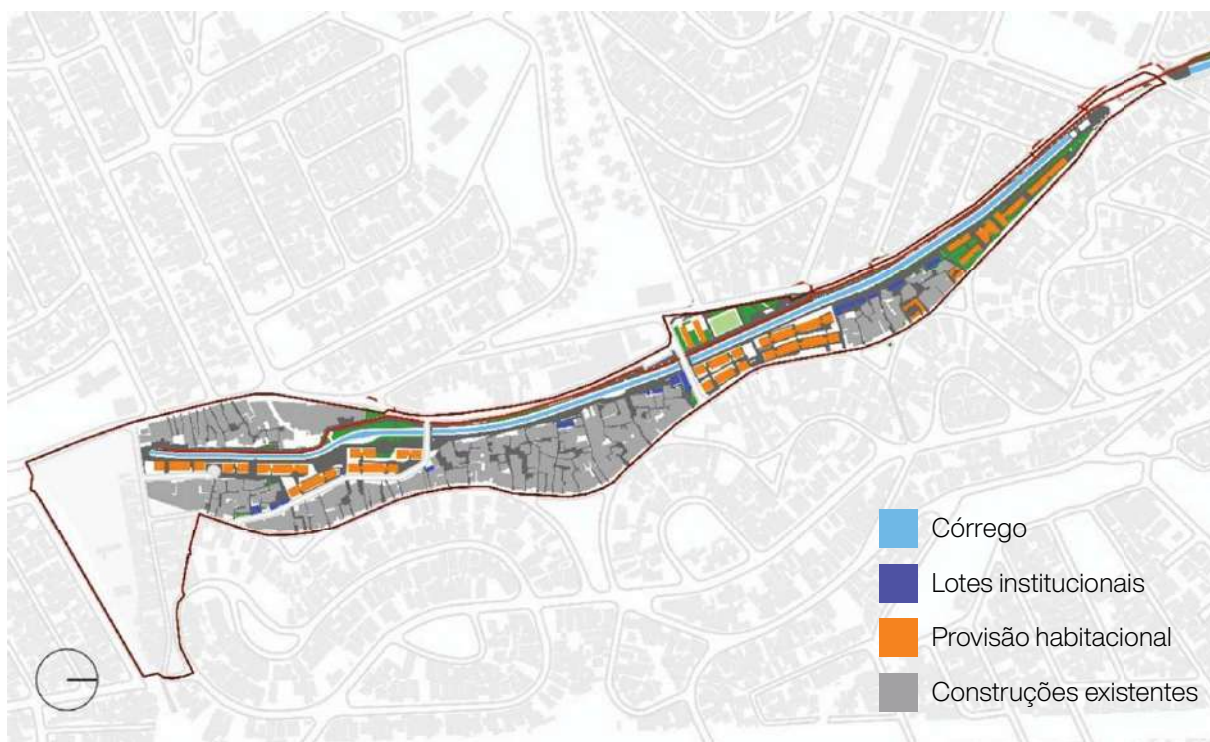 Córrego
Lotes institucionais
Provisão habitacional
Construções existentes